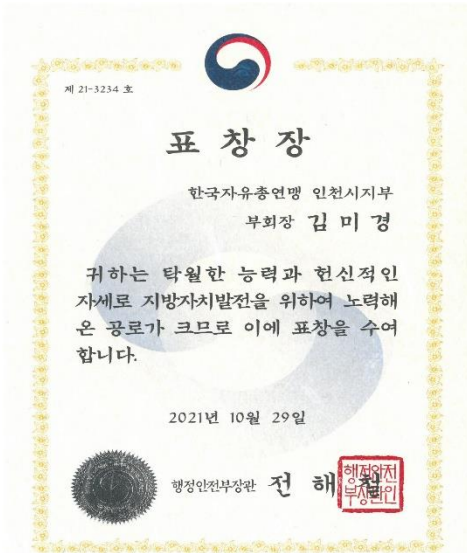 제 21-3234 호
표 창 장
한국자유총연맹 인천시지부
부회장 김 미 경
귀하는 탁월한 능력과 헌신적인
자세로 지방자치발전을 위하여 노력해
온 공로가 크므로 이에 표창을 수여
합니다.
2021년 10월 29일
행정안전부장관 전 해 철
행정안전
부장관인